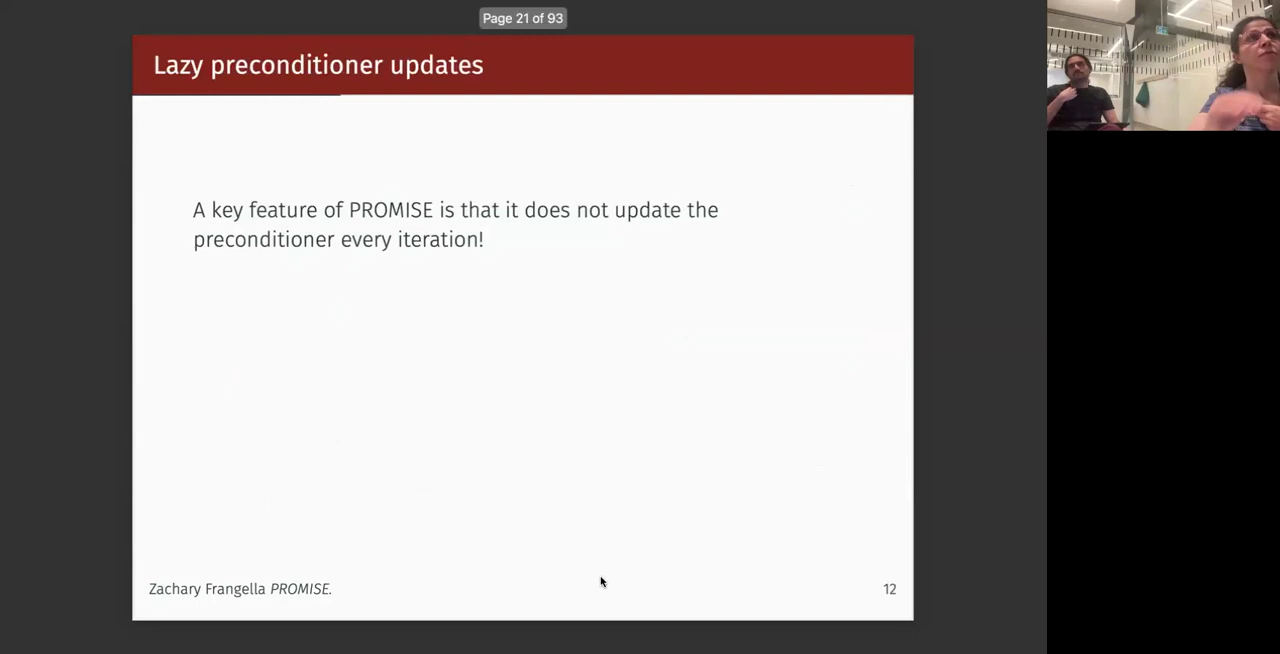 Page 21 of 93
Lazy preconditioner updates
A key feature of PROMISE is that it does not update the
preconditioner every iteration!
Zachary Frangella PROMISE.
12